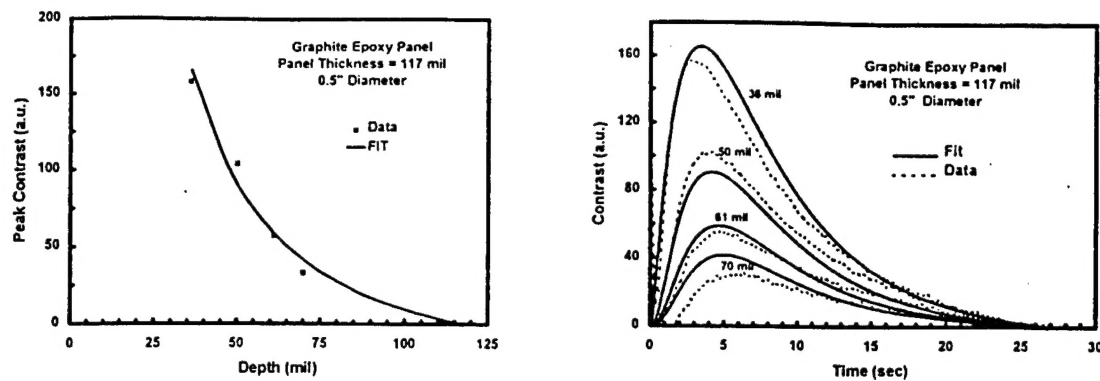 200
150
100
50
0
0
25
50
75
100
125
Peak Contrast (a.u.)
Depth (mil)
Graphite Epoxy Panel
Panel Thickness = 117 mil
0.5" Diameter
Data
FIT
160
120
80
40
0
0
5
10
15
20
25
30
Contrast (a.u.)
Time (sec)
Graphite Epoxy Panel
Panel Thickness = 117 mil
0.5" Diameter
Fit
Data
36 mil
50 mil
61 mil
70 mil